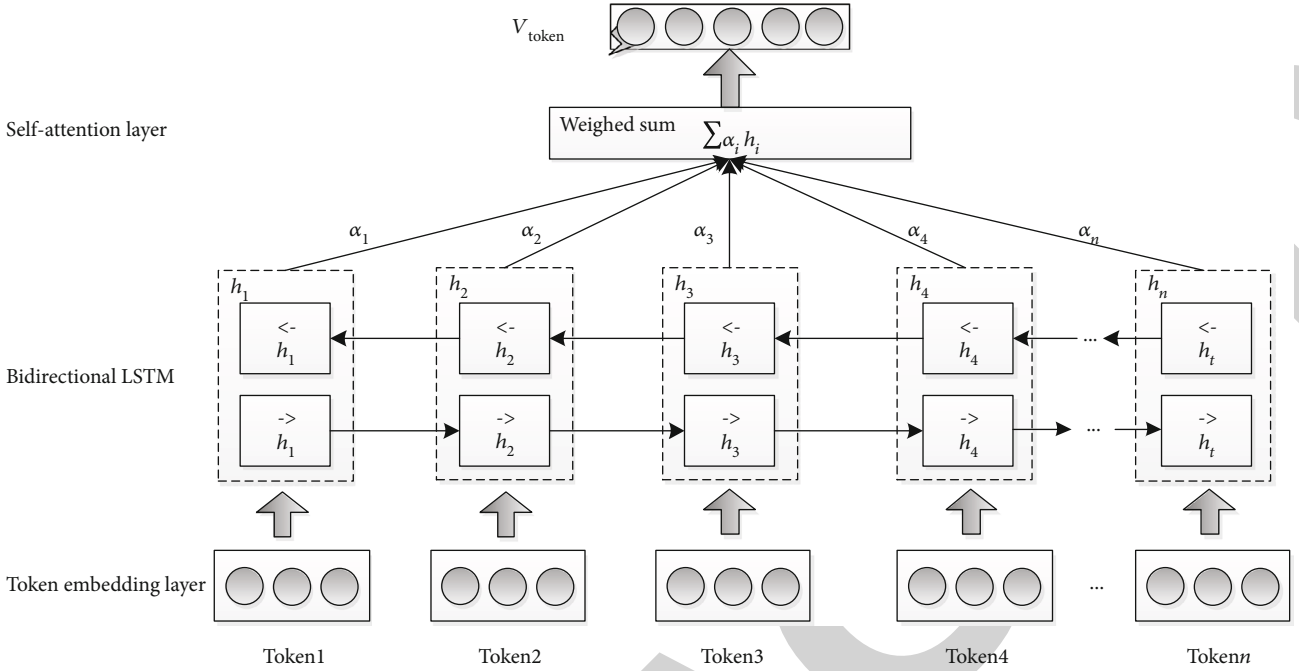 V_token
Self-attention layer
Weighed sum ∑α_i h_i
α_1 α_2 α_3 α_4 α_n
h_1 h_2 h_3 h_4 h_n
<- <- <- <- <-
h_1 h_2 h_3 h_4 ... h_t
Bidirectional LSTM
-> -> -> -> ->
h_1 h_2 h_3 h_4 ... h_t
Token embedding layer ...
Token1 Token2 Token3 Token4 Tokenn